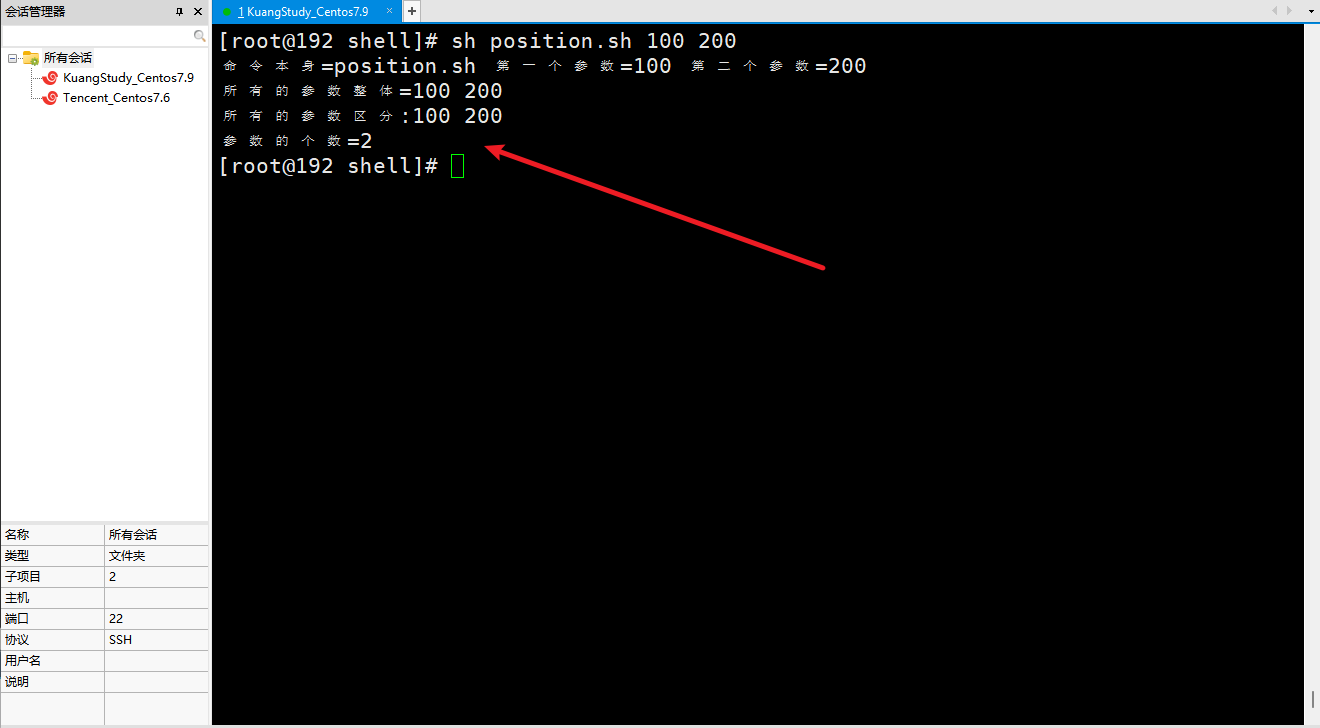 会话管理器
所有会话
KuangStudy_Centos7.9
Tencent_Centos7.6
名称 所有会话
类型 文件夹
子项目 2
主机
端口 22
协议 SSH
用户名
说明
1 KuangStudy_Centos7.9 × +
[root@192 shell]# sh position.sh 100 200
命令本身=position.sh 第一个参数=100 第二个参数=200
所有的参数整体=100 200
所有的参数区分:100 200
参数的个数=2
[root@192 shell]#